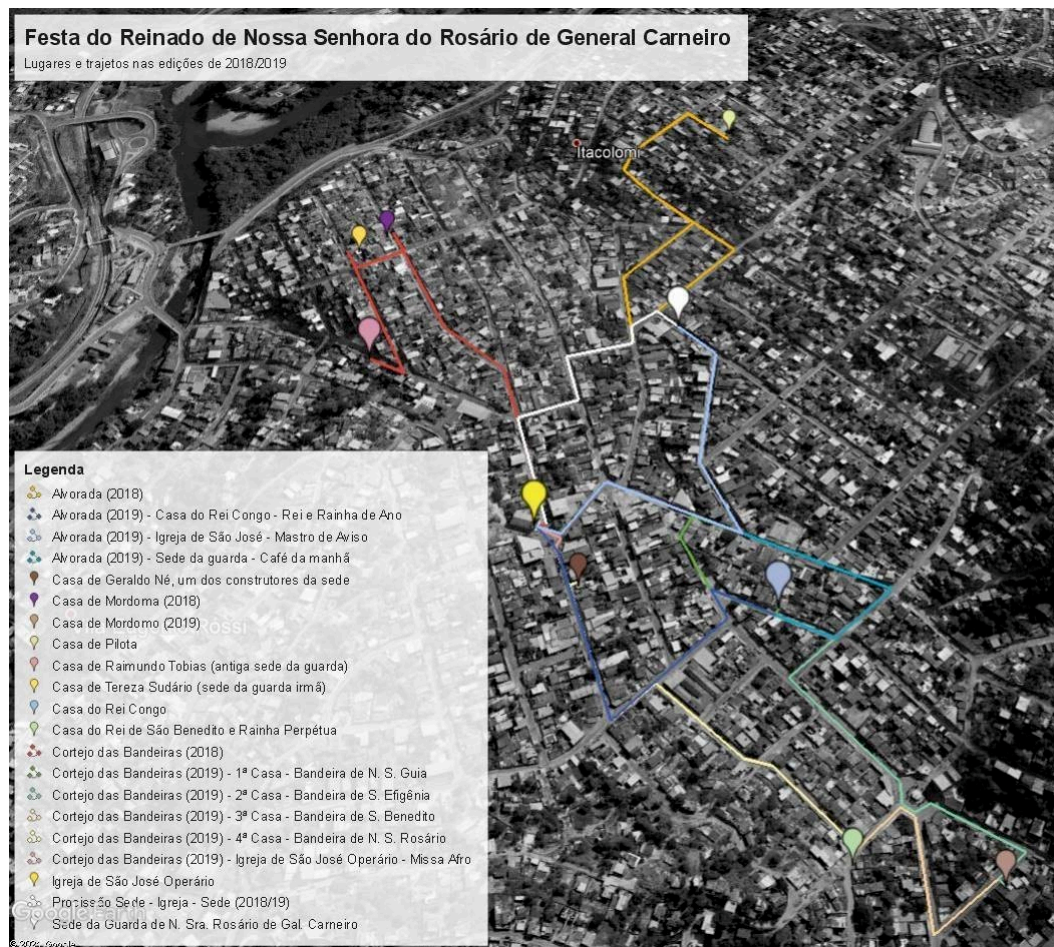 Festa do Reinado de Nossa Senhora do Rosário de General Carneiro
Lugares e trajetos nas edições de 2018/2019
Itacolomi
Legenda
Alvorada (2018)
Alvorada (2019) - Casa do Rei Congo - Rei e Rainha de Ano
Alvorada (2019) - Igreja de São José - Mastro de Aviso
Alvorada (2019) - Sede da guarda - Café da manhã
Casa de Geraldo Né, um dos construtores da sede
Casa de Mordoma (2018)
Casa de Mordomo (2019)
Casa de Pilota
Casa de Raimundo Tobias (antiga sede da guarda)
Casa de Tereza Sudário (sede da guarda irmã)
Casa do Rei Congo
Casa do Rei de São Benedito e Rainha Perpétua
Cortejo das Bandeiras (2018)
Cortejo das Bandeiras (2019) - 1ª Casa - Bandeira de N. S. Guia
Cortejo das Bandeiras (2019) - 2ª Casa - Bandeira de S. Efigênia
Cortejo das Bandeiras (2019) - 3ª Casa - Bandeira de S. Benedito
Cortejo das Bandeiras (2019) - 4ª Casa - Bandeira de N. S. Rosário
Cortejo das Bandeiras (2019) - Igreja de São José Operário - Missa Afro
Igreja de São José Operário
Procissão Sede - Igreja - Sede (2018/19)
Sede da Guarda de N. Sra. Rosário de Gal. Carneiro
Google Earth